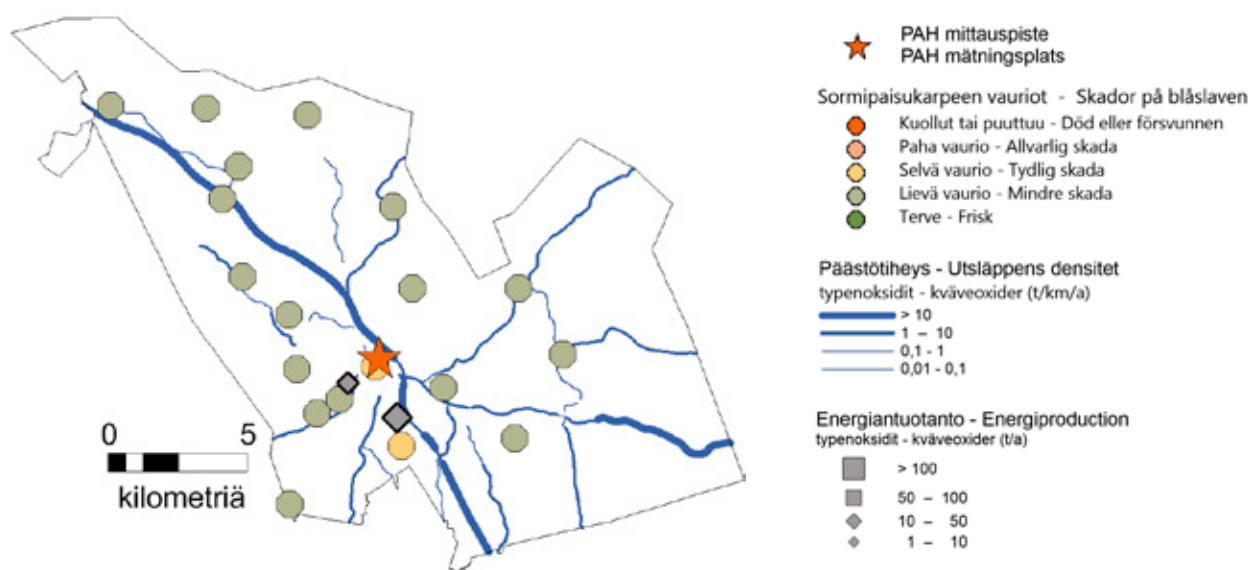 PAH mittauspiste
PAH mätningsplats
Sormipaisukarpeen vauriot - Skador på blåslaven
Kuollut tai puuttuu - Död eller försvunnen
Paha vaurio - Allvarlig skada
Selvä vaurio - Tydlig skada
Lievä vaurio - Mindre skada
Terve - Frisk
Päästötiheys - Utsläppens densitet
typenoksidit - kväveoxider (t/km/a)
> 10
1 – 10
0,1 - 1
0,01 - 0,1
Energiantuotanto - Energiproduction
typenoksidit - kväveoxider (t/a)
> 100
50 – 100
10 – 50
1 – 10
0 5
kilometriä